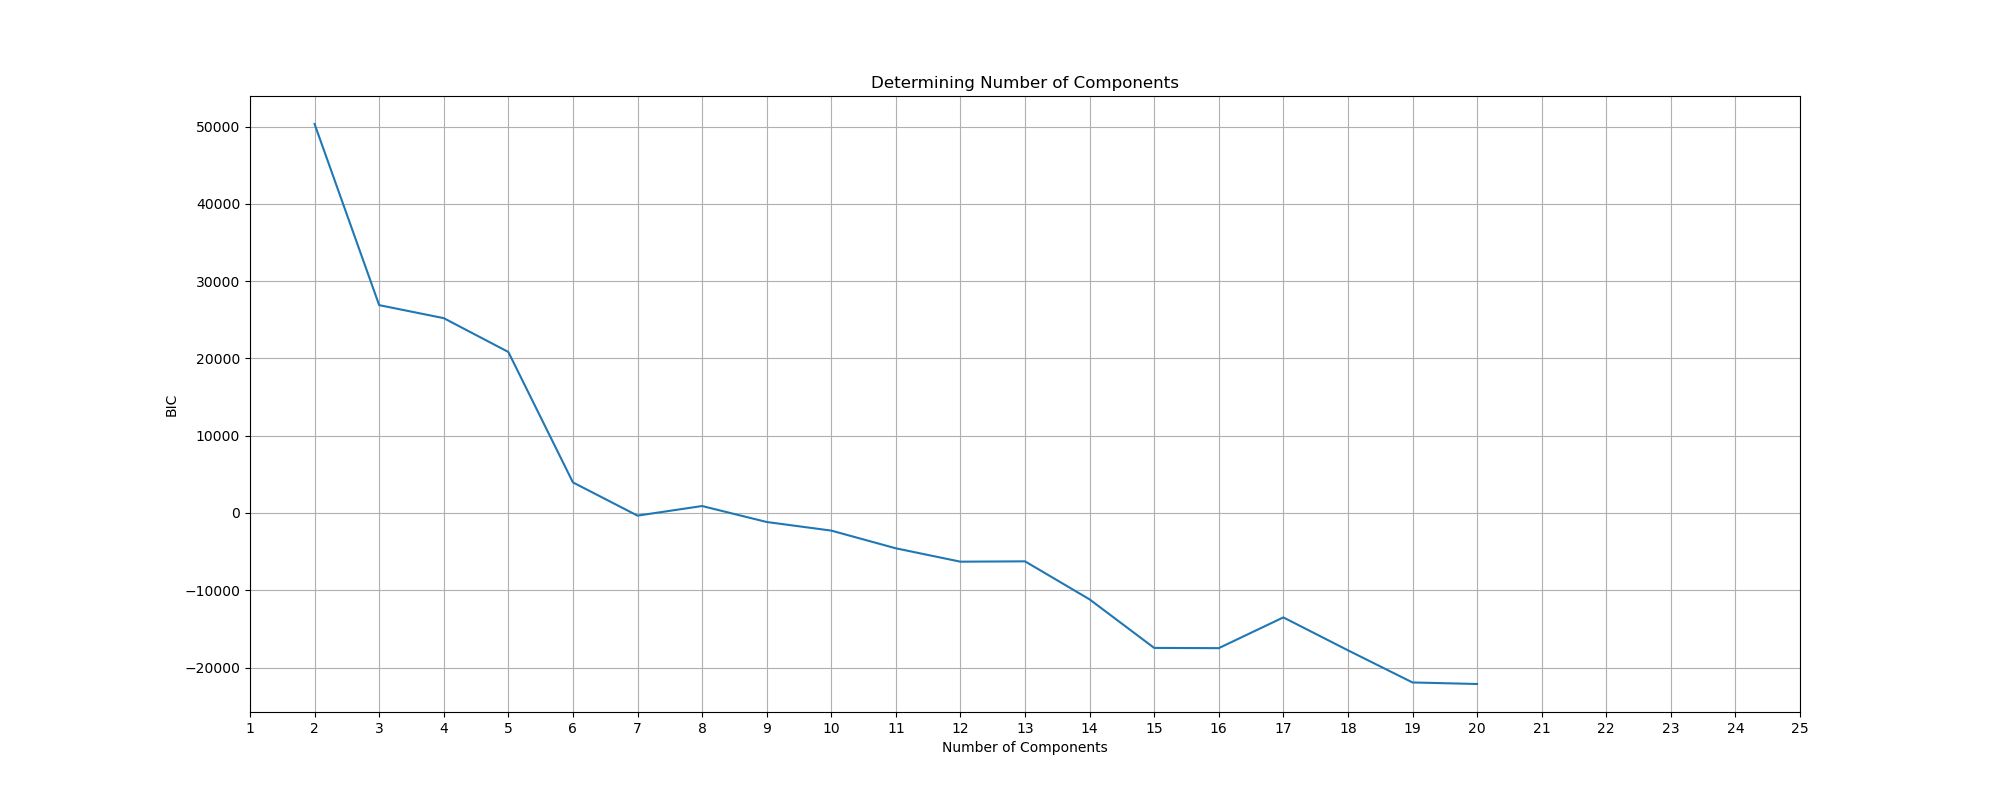 Determining Number of Components
50000
40000
30000
20000
10000
0
−10000
−20000
BIC
1 2 3 4 5 6 7 8 9 10 11 12 13 14 15 16 17 18 19 20 21 22 23 24 25
Number of Components